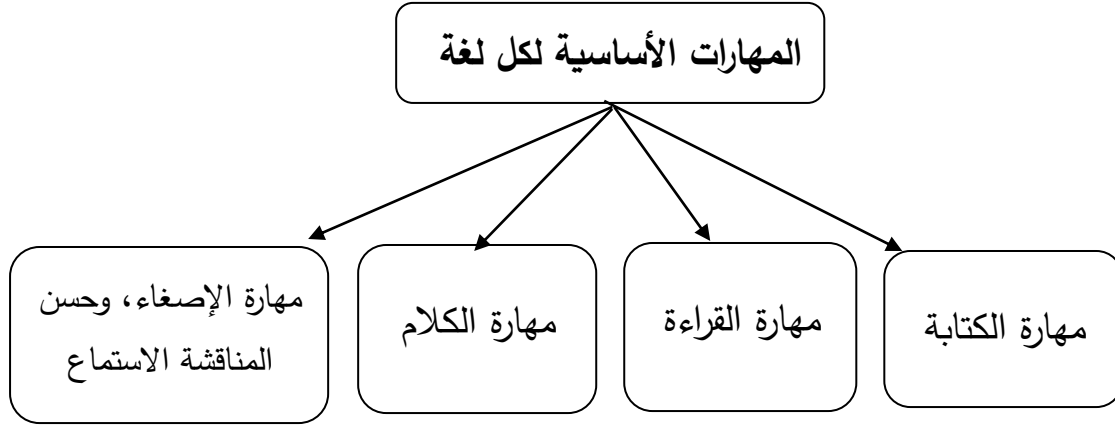 المهارات الأساسية لكل لغة
مهارة الكتابة
مهارة القراءة
مهارة الكلام
مهارة الإصغاء، وحسن
المناقشة الاستماع